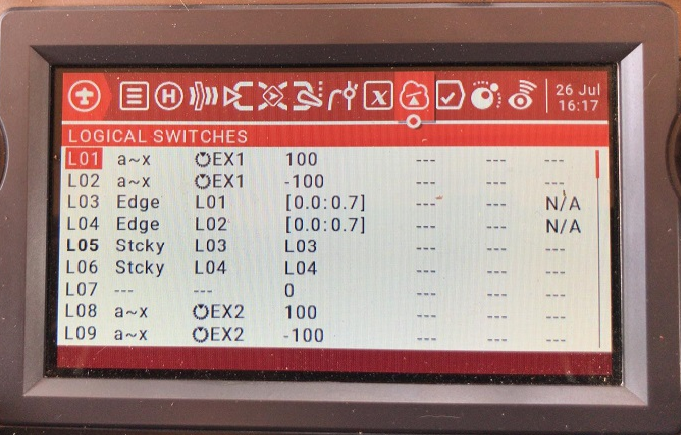 26 Jul
16:17
LOGICAL SWITCHES
L01 a~x EX1 100 --- --- ---
L02 a~x EX1 -100 --- --- ---
L03 Edge L01 [0.0:0.7] --- --- N/A
L04 Edge L02 [0.0:0.7] --- --- N/A
L05 Stcky L03 L03 --- --- ---
L06 Stcky L04 L04 --- --- ---
L07 --- --- 0 --- --- ---
L08 a~x EX2 100 --- --- ---
L09 a~x EX2 -100 --- --- ---